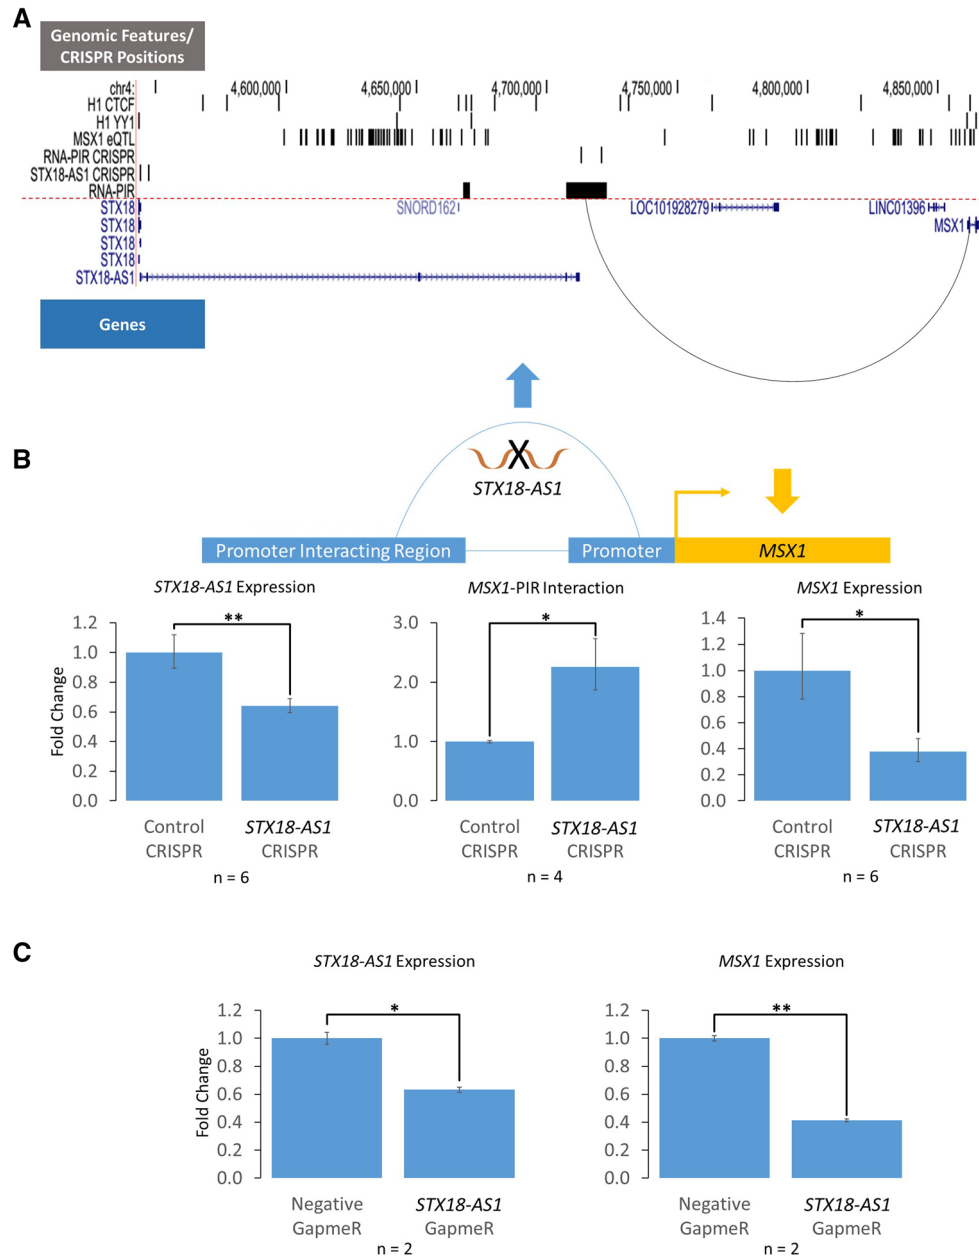 A
Genomic Features/
CRISPR Positions
chr4: 4,600,000 4,650,000 4,700,000 4,750,000 4,800,000 4,850,000
H1 CTCF
H1 YY1
MSX1 eQTL
RNA-PIR CRISPR
STX18-AS1 CRISPR
RNA-PIR
STX18 SNORD162 LOC101928279 LINC01396
STX18 MSX1
STX18
STX18
STX18-AS1
Genes
B
X
STX18-AS1
Promoter Interacting Region Promoter MSX1
STX18-AS1 Expression
Fold Change
1.2
1.0
0.8
0.6
0.4
0.2
0.0
**
Control
CRISPR
STX18-AS1
CRISPR
n = 6
MSX1-PIR Interaction
3.0
2.0
1.0
0.0
*
Control
CRISPR
STX18-AS1
CRISPR
n = 4
MSX1 Expression
1.4
1.2
1.0
0.8
0.6
0.4
0.2
0.0
*
Control
CRISPR
STX18-AS1
CRISPR
n = 6
C
STX18-AS1 Expression
Fold Change
1.2
1.0
0.8
0.6
0.4
0.2
0.0
*
Negative
GapmeR
STX18-AS1
GapmeR
n = 2
MSX1 Expression
1.2
1.0
0.8
0.6
0.4
0.2
0.0
**
Negative
GapmeR
STX18-AS1
GapmeR
n = 2